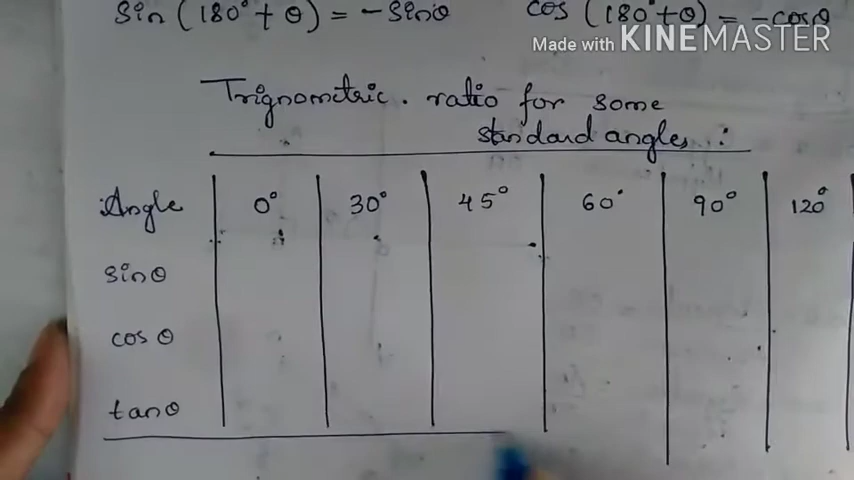 sin (180° + θ) = - sinθ cos (180° + θ) = - cosθ
Made with KINEMASTER
Trignometric. ratio for some
standard angles :
Angle 0° 30° 45° 60° 90° 120°
sinθ
cosθ
tanθ